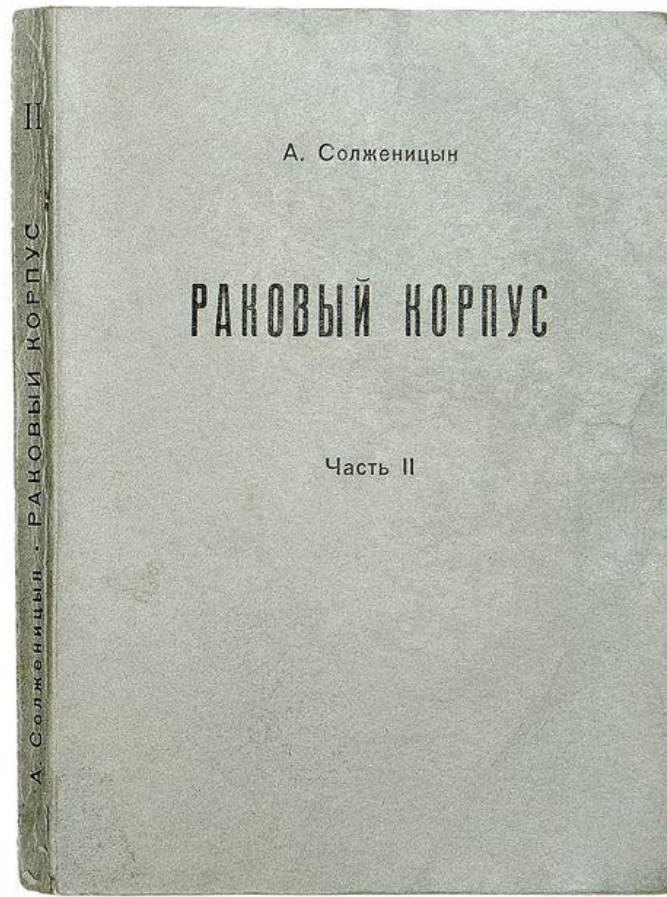 А. Солженицын
РАКОВЫЙ КОРПУС
Часть II
II
А. Солженицын · РАКОВЫЙ КОРПУС